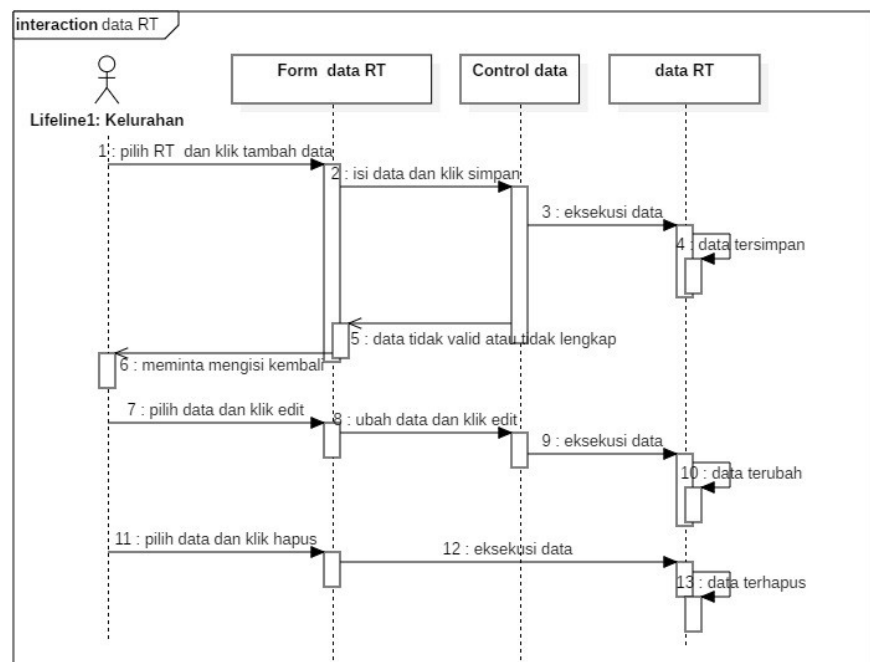 interaction data RT
Form data RT
Control data
data RT
Lifeline1: Kelurahan
1 : pilih RT dan klik tambah data
2 : isi data dan klik simpan
3 : eksekusi data
4 : data tersimpan
5 : data tidak valid atau tidak lengkap
6 : meminta mengisi kembali
7 : pilih data dan klik edit
8 : ubah data dan klik edit
9 : eksekusi data
10 : data terubah
11 : pilih data dan klik hapus
12 : eksekusi data
13 : data terhapus